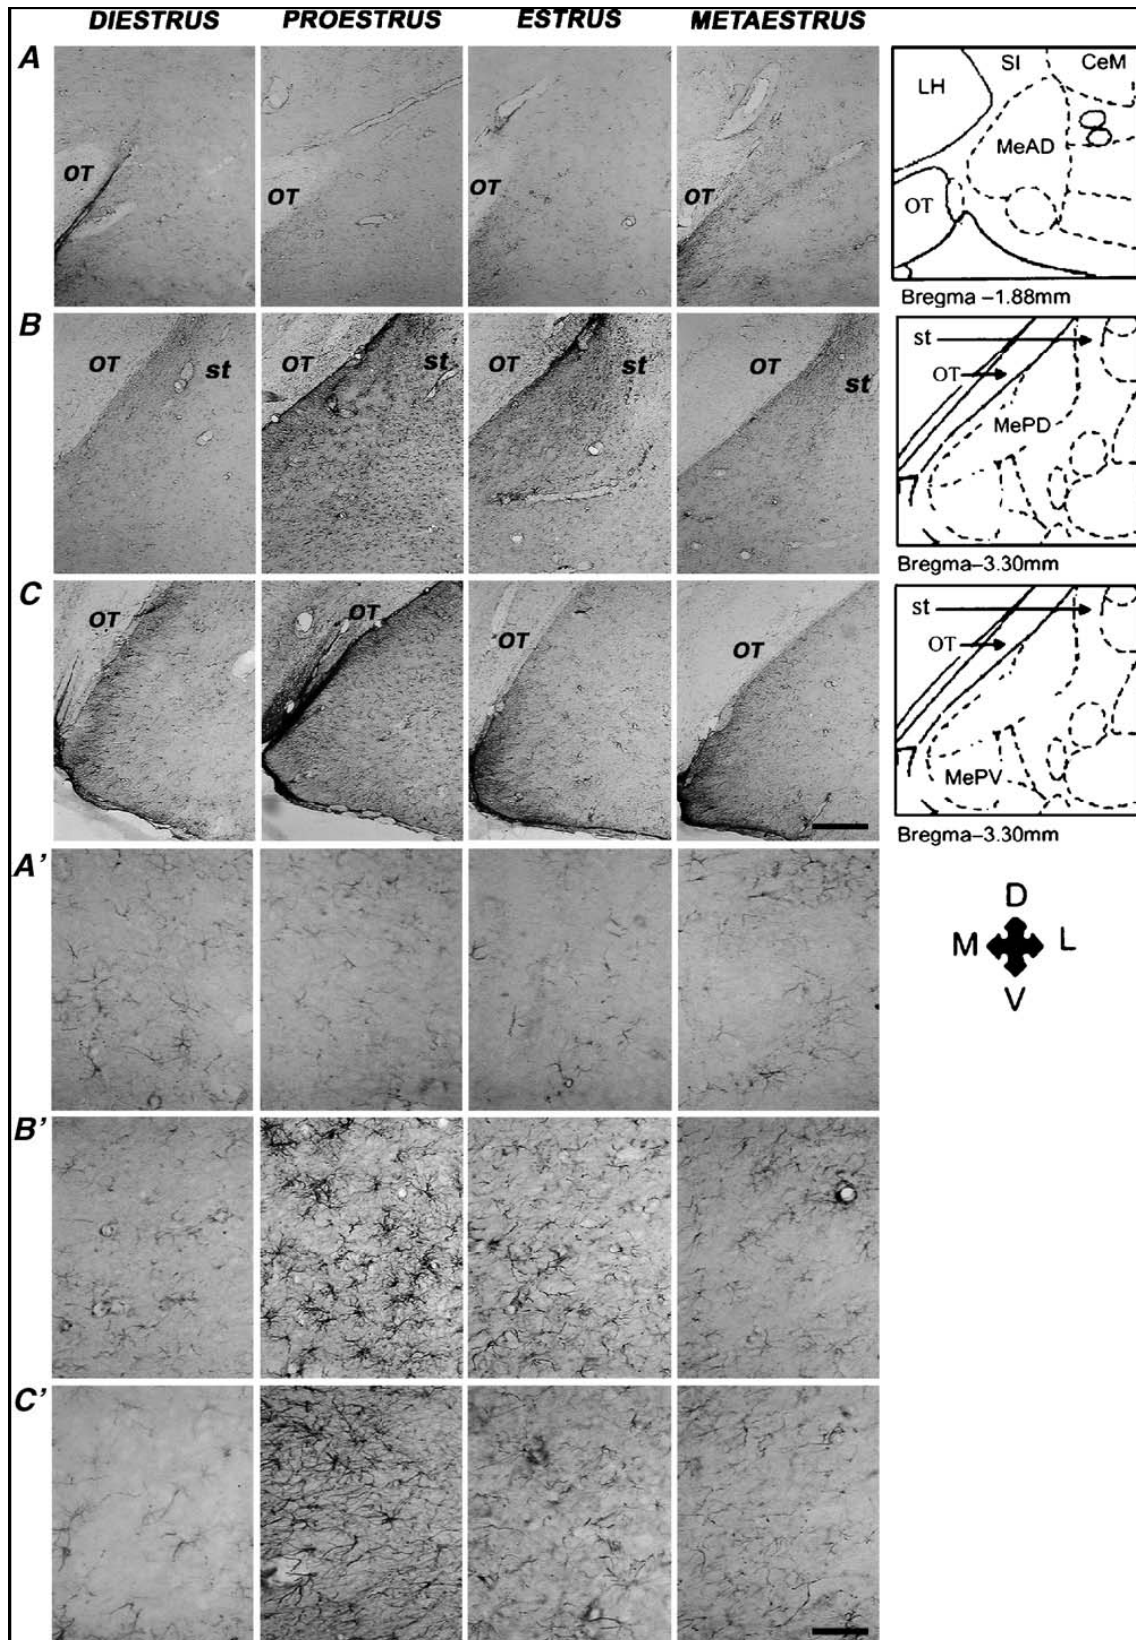 DIESTRUS PROESTRUS ESTRUS METAESTRUS
A
OT
OT
OT
OT
LH
SI
CeM
MeAD
OT
Bregma –1.88mm
B
OT
st
OT
st
OT
st
OT
st
st
OT
MePD
Bregma–3.30mm
C
OT
OT
OT
OT
st
OT
MePV
Bregma–3.30mm
A'
D
M L
V
B'
C'